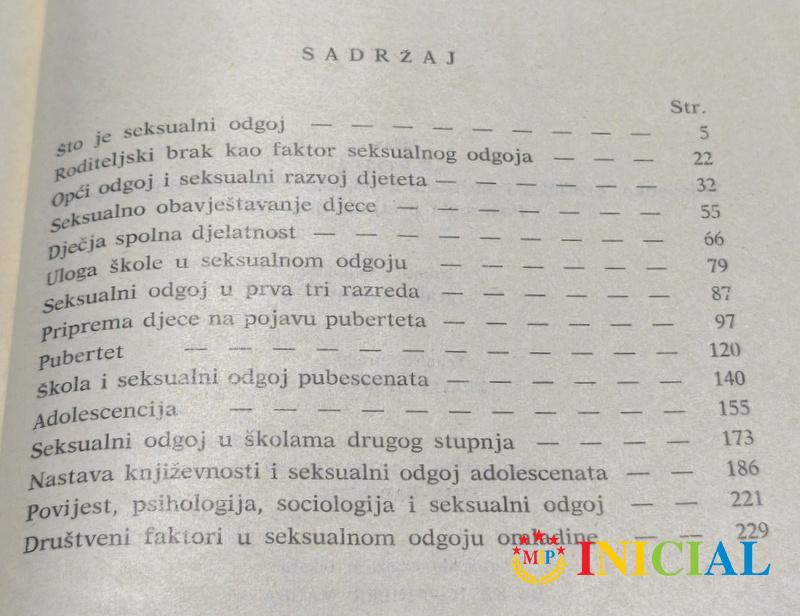 SADRŽAJ
Str.
Što je seksualni odgoj — — — — — — — — — 5
Roditeljski brak kao faktor seksualnog odgoja — — — 22
Opći odgoj i seksualni razvoj djeteta — — — — — — 32
Seksualno obavještavanje djece — — — — — — — 55
Dječja spolna djelatnost — — — — — — — — — 66
Uloga škole u seksualnom odgoju — — — — — — 79
Seksualni odgoj u prva tri razreda — — — — — — 87
Priprema djece na pojavu puberteta — — — — — — 97
Pubertet — — — — — — — — — — — — 120
Škola i seksualni odgoj pubescenata — — — — — — 140
Adolescencija — — — — — — — — — — — 155
Seksualni odgoj u školama drugog stupnja — — — — 173
Nastava književnosti i seksualni odgoj adolescenata — — 186
Povijest, psihologija, sociologija i seksualni odgoj — — 221
Društveni faktori u seksualnom odgoju omladine — — 229
MIP INICIAL